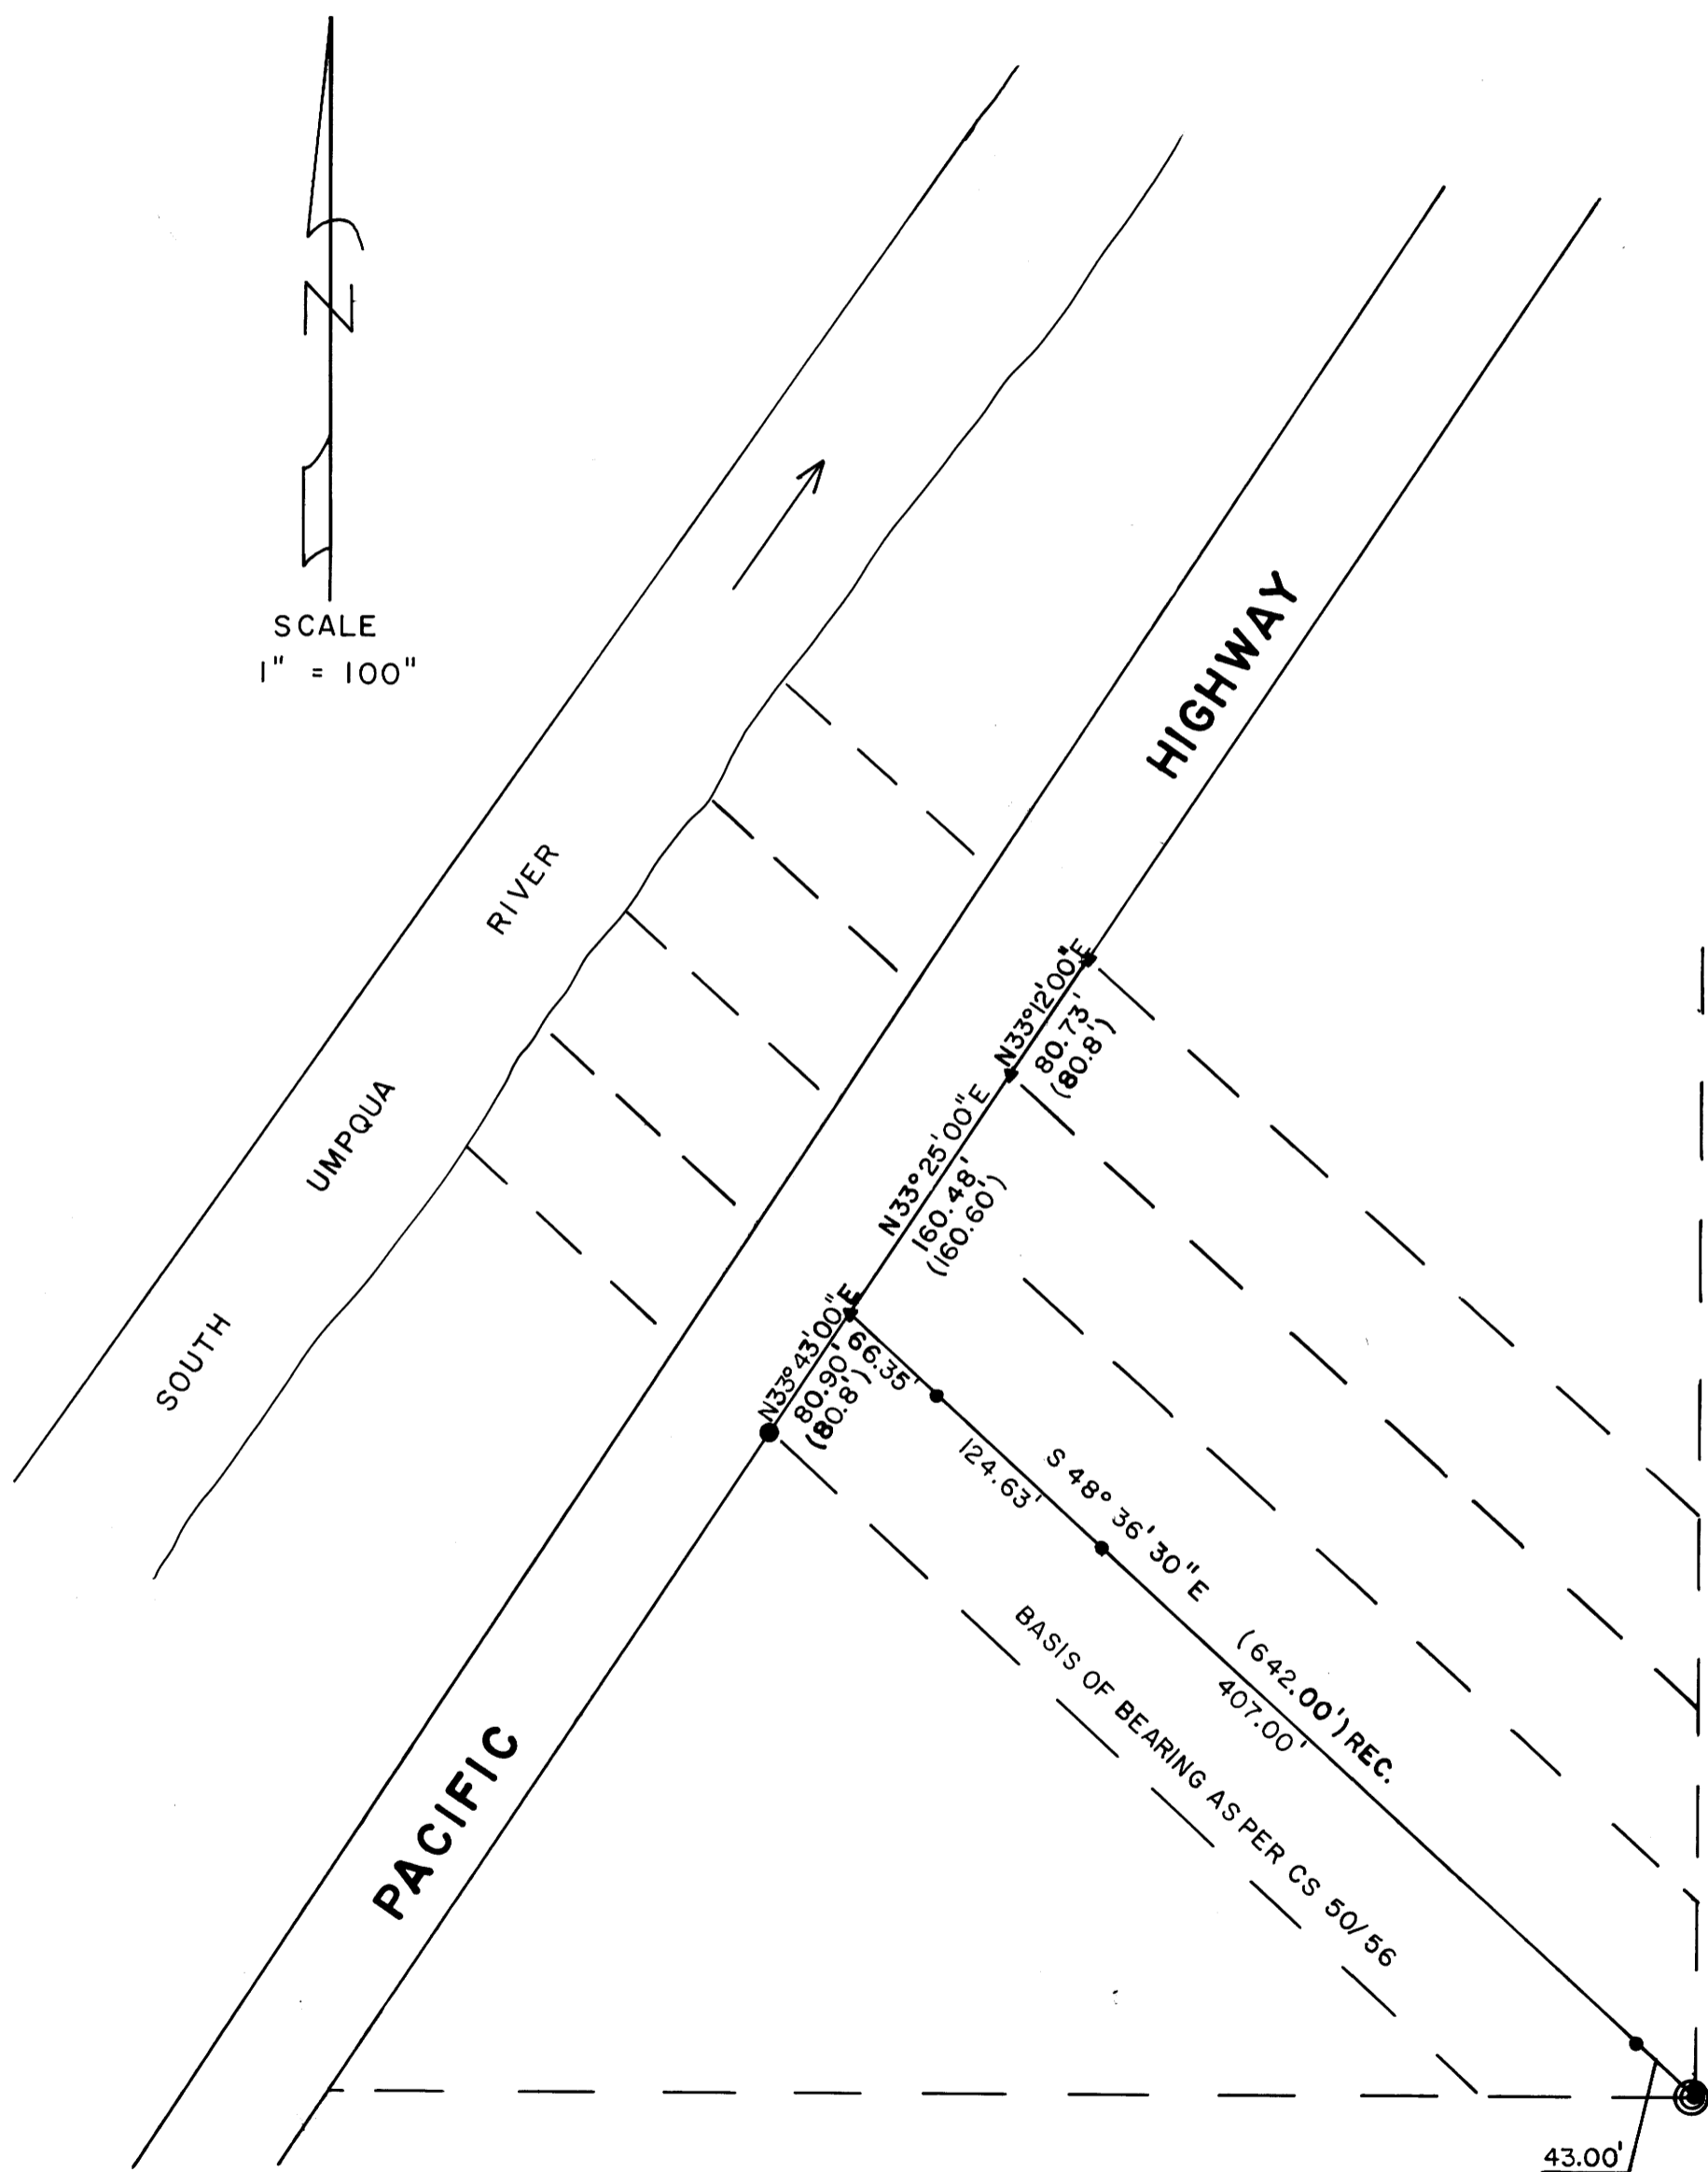 N
SCALE
1" = 100"
HIGHWAY
RIVER
UMPQUA
SOUTH
N33°12'00"E
80.73'
(80.8')
N33°25'00"E
160.48'
(160.60')
N33°43'00"E
80.90'
(80.8')
66.35'
124.63'
S 48° 36' 30" E
(642.00') REC.
407.00'
BASIS OF BEARING AS PER CS 50/56
PACIFIC
43.00'